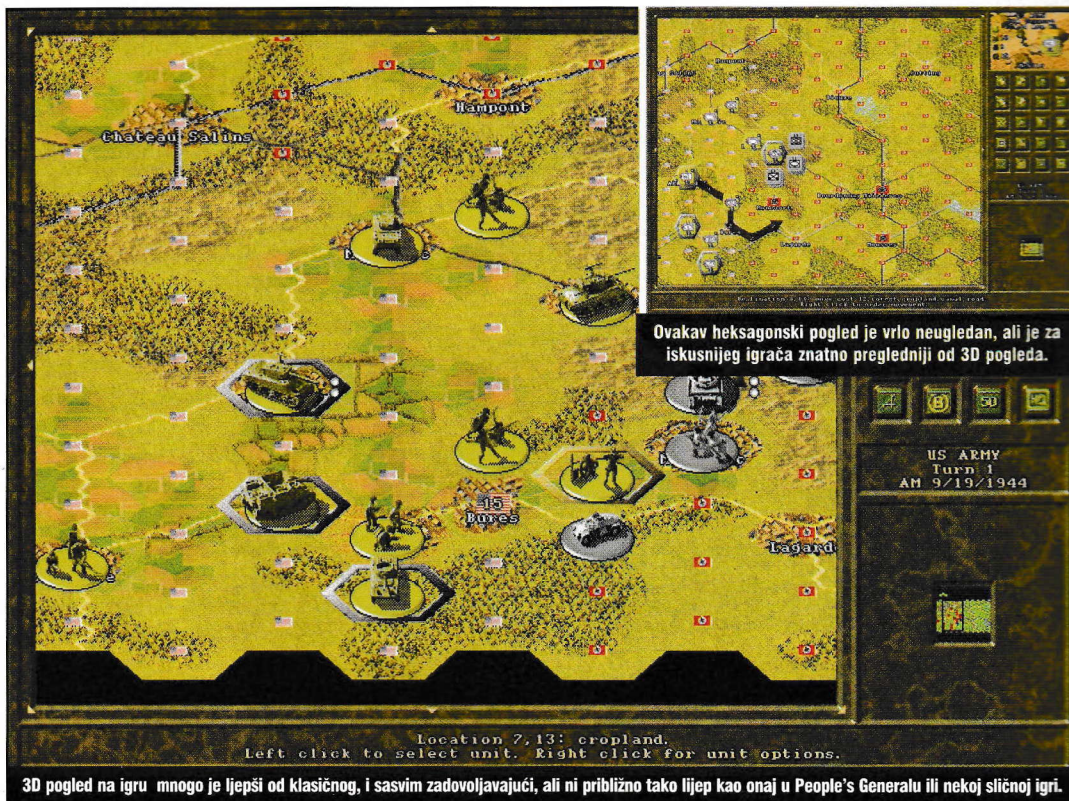 Hampont
Chateau Salins
15
Bures
Lagard
Ovakav heksagonski pogled je vrlo neugledan, ali je za
iskusnijeg igrača znatno pregledniji od 3D pogleda.
US ARMY
Turn 1
AM 9/19/1944
Location 7,13: cropland.
Left click to select unit. Right click for unit options.
3D pogled na igru mnogo je ljepši od klasičnog, i sasvim zadovoljavajući, ali ni približno tako lijep kao onaj u People's Generalu ili nekoj sličnoj igri.